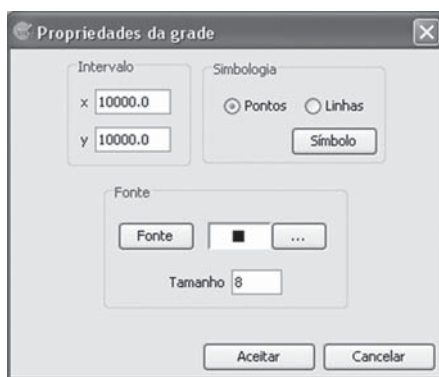 Propriedades da grade
Intervalo
x 10000.0
y 10000.0
Simbologia
Pontos Linhas
Símbolo
Fonte
Fonte ...
Tamanho 8
Aceitar Cancelar